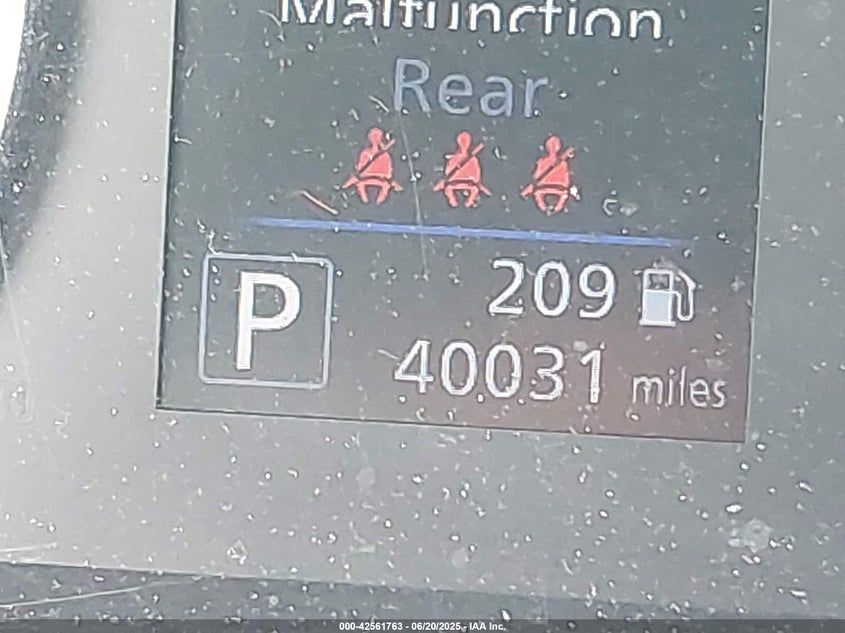 Malfunction
Rear
P
209
40031 miles
000-42561763 - 06/20/2025 - IAA Inc.